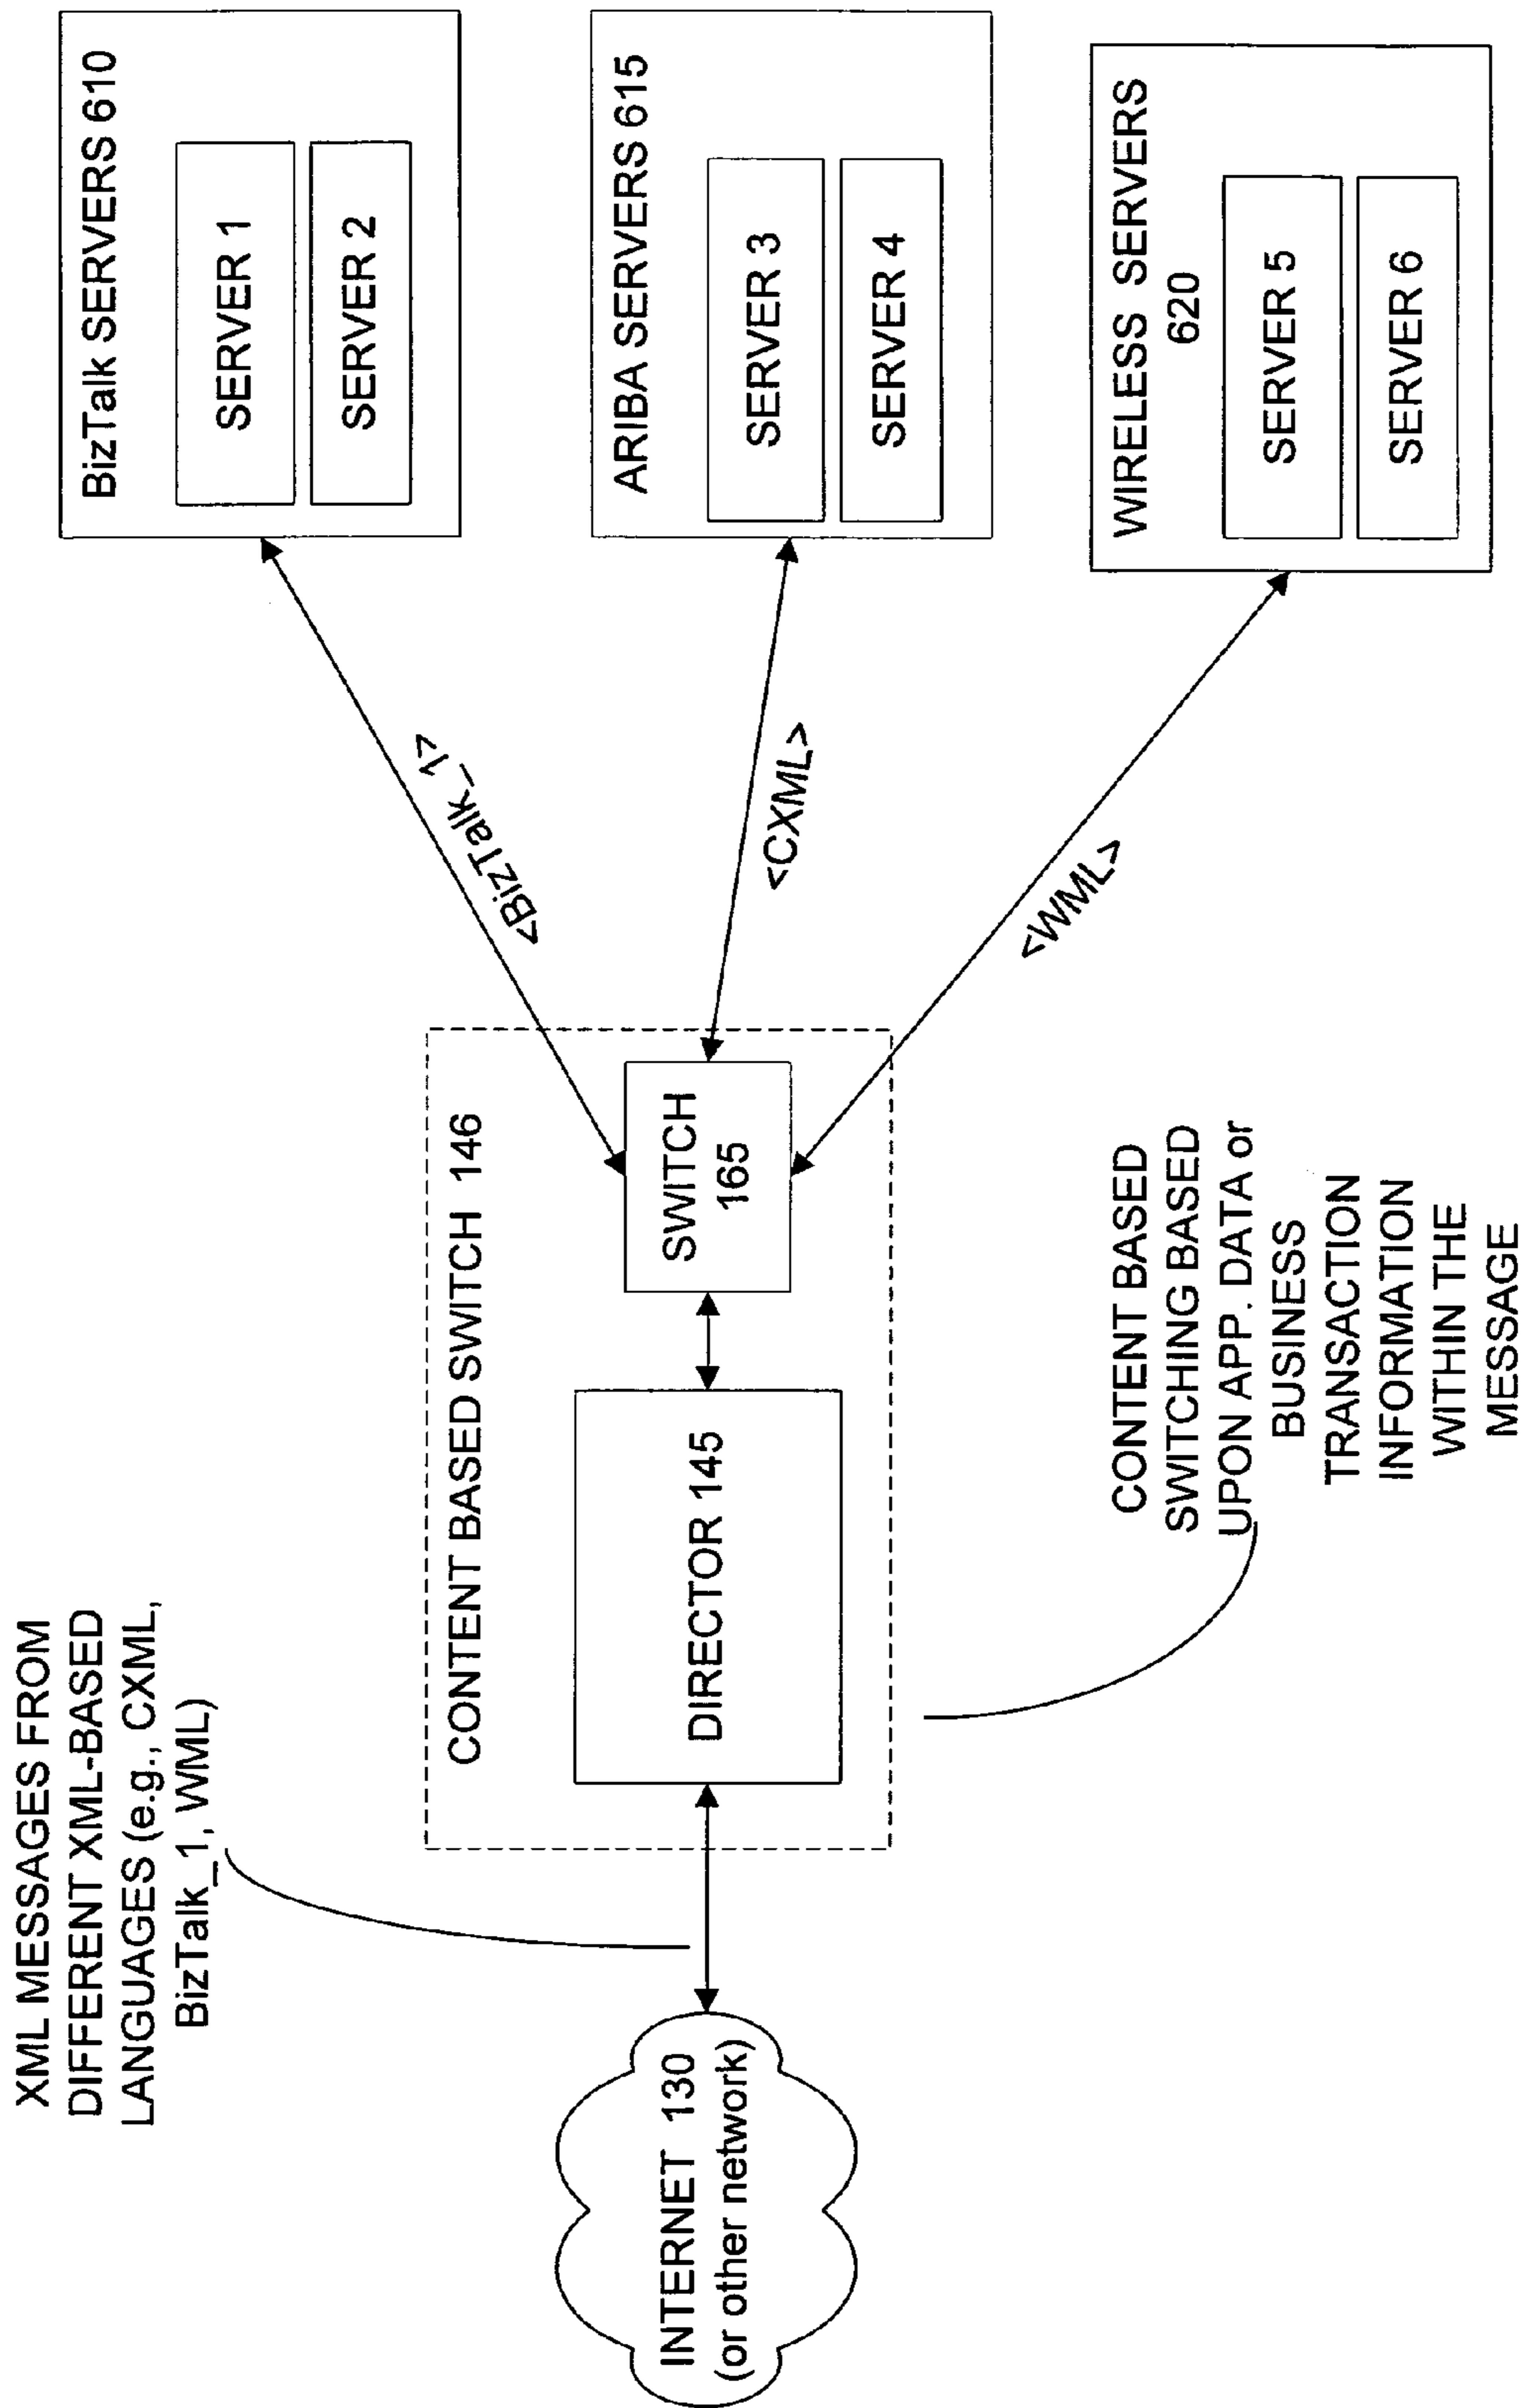 XML MESSAGES FROM
DIFFERENT XML-BASED
LANGUAGES (e.g., CXML,
BizTalk_1, WML)
INTERNET 130
(or other network)
CONTENT BASED SWITCH 146
DIRECTOR 145
SWITCH
165
CONTENT BASED
SWITCHING BASED
UPON APP. DATA or
BUSINESS
TRANSACTION
INFORMATION
WITHIN THE
MESSAGE
<BizTalk_1>
<CXML>
<WML>
BizTalk SERVERS 610
SERVER 1
SERVER 2
ARIBA SERVERS 615
SERVER 3
SERVER 4
WIRELESS SERVERS
620
SERVER 5
SERVER 6